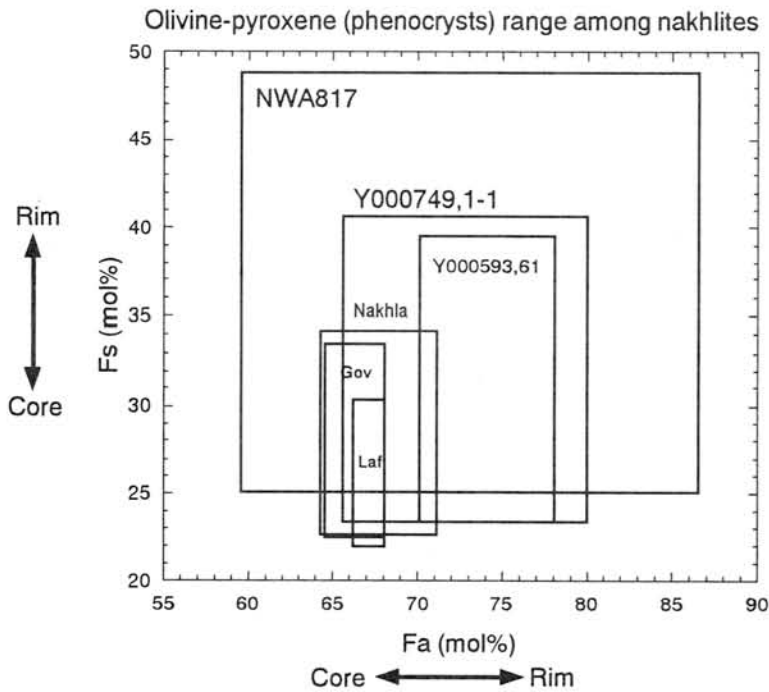 Olivine-pyroxene (phenocrysts) range among nakhlites
50
45
40
35
30
25
20
Rim
Core
Fs (mol%)
NWA817
Y000749,1-1
Y000593,61
Nakhla
Gov
Laf
55 60 65 70 75 80 85 90
Fa (mol%)
Core Rim